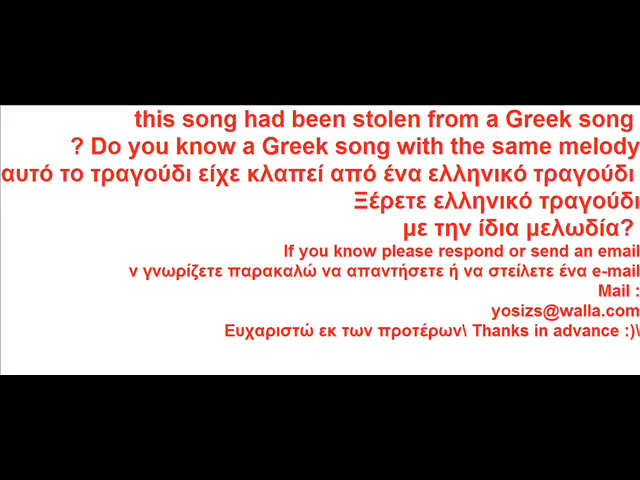 this song had been stolen from a Greek song
? Do you know a Greek song with the same melody
αυτό το τραγούδι είχε κλαπεί από ένα ελληνικό τραγούδι
Ξέρετε ελληνικό τραγούδι
με την ίδια μελωδία?
If you know please respond or send an email
ν γνωρίζετε παρακαλώ να απαντήσετε ή να στείλετε ένα e-mail
Mail :
yosizs@walla.com
Ευχαριστώ εκ των προτέρων\ Thanks in advance :)\